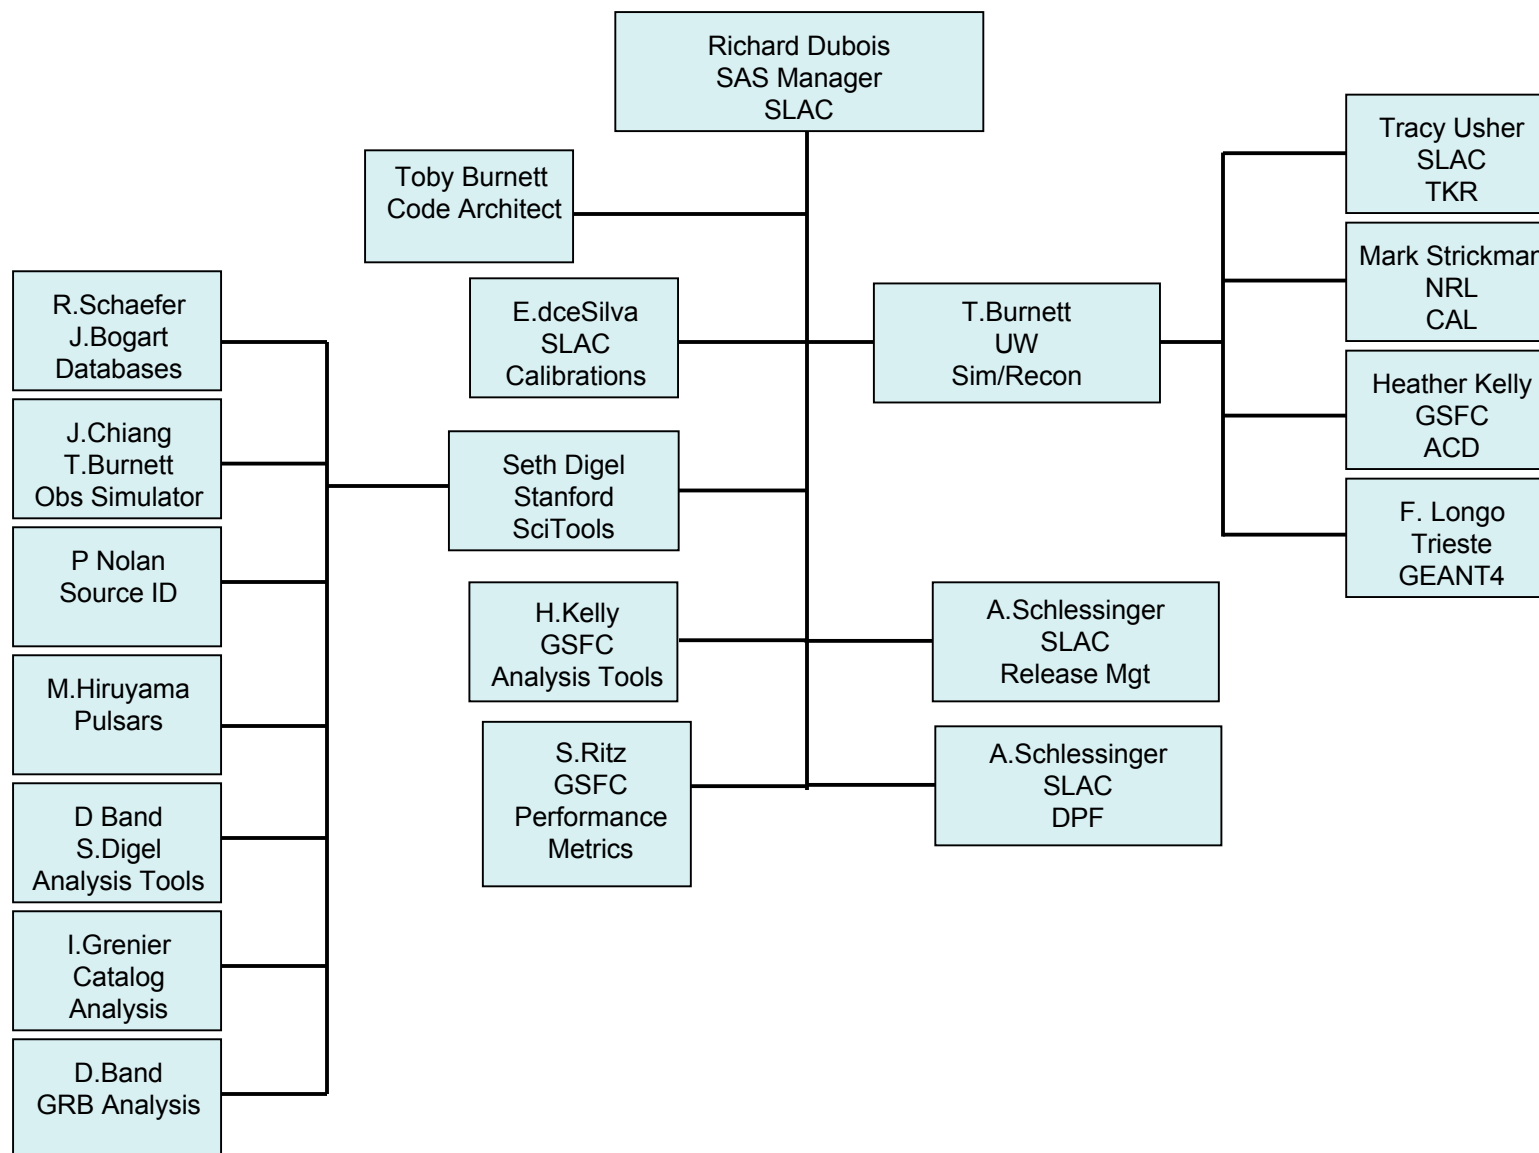 Richard Dubois
SAS Manager
SLAC
Toby Burnett
Code Architect
E.dceSilva
SLAC
Calibrations
T.Burnett
UW
Sim/Recon
Tracy Usher
SLAC
TKR
Mark Strickman
NRL
CAL
Heather Kelly
GSFC
ACD
F. Longo
Trieste
GEANT4
Seth Digel
Stanford
SciTools
R.Schaefer
J.Bogart
Databases
J.Chiang
T.Burnett
Obs Simulator
P Nolan
Source ID
M.Hiruyama
Pulsars
D Band
S.Digel
Analysis Tools
I.Grenier
Catalog
Analysis
D.Band
GRB Analysis
H.Kelly
GSFC
Analysis Tools
A.Schlessinger
SLAC
Release Mgt
S.Ritz
GSFC
Performance
Metrics
A.Schlessinger
SLAC
DPF